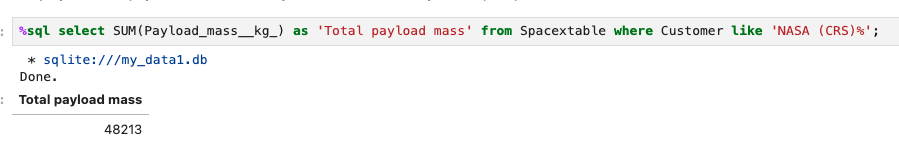 %sql select SUM(Payload_mass__kg_) as 'Total payload mass' from Spacextable where Customer like 'NASA (CRS)%';
* sqlite:///my_data1.db
Done.
: Total payload mass
48213